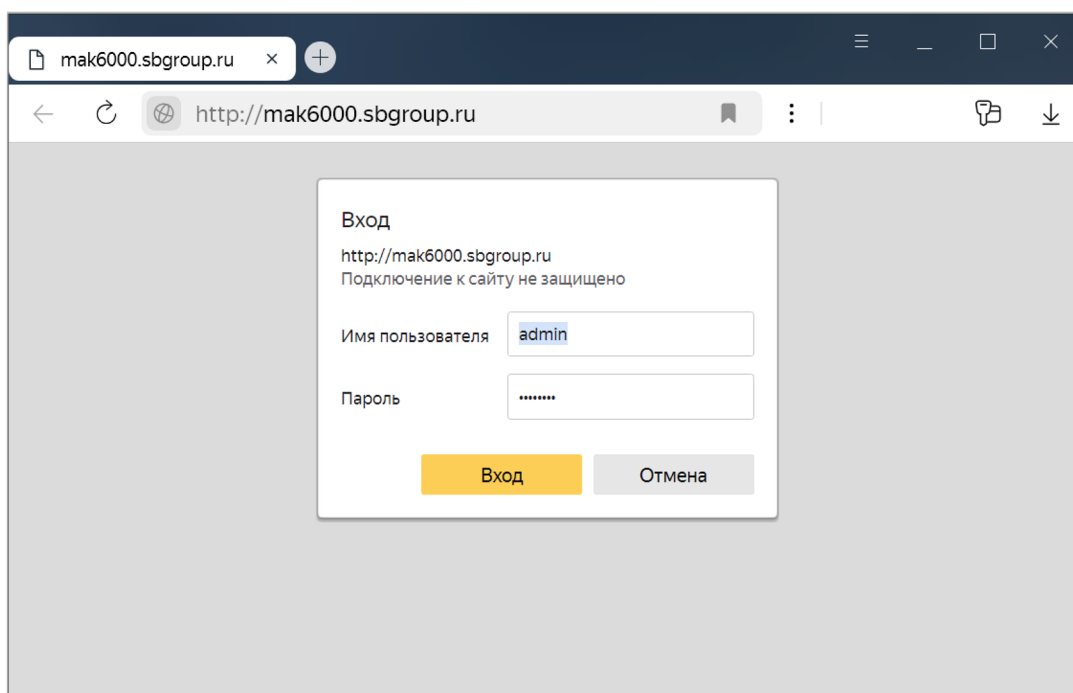 mak6000.sbgroup.ru
http://mak6000.sbgroup.ru
Вход
http://mak6000.sbgroup.ru
Подключение к сайту не защищено
Имя пользователя admin
Пароль ••••••••
Вход Отмена